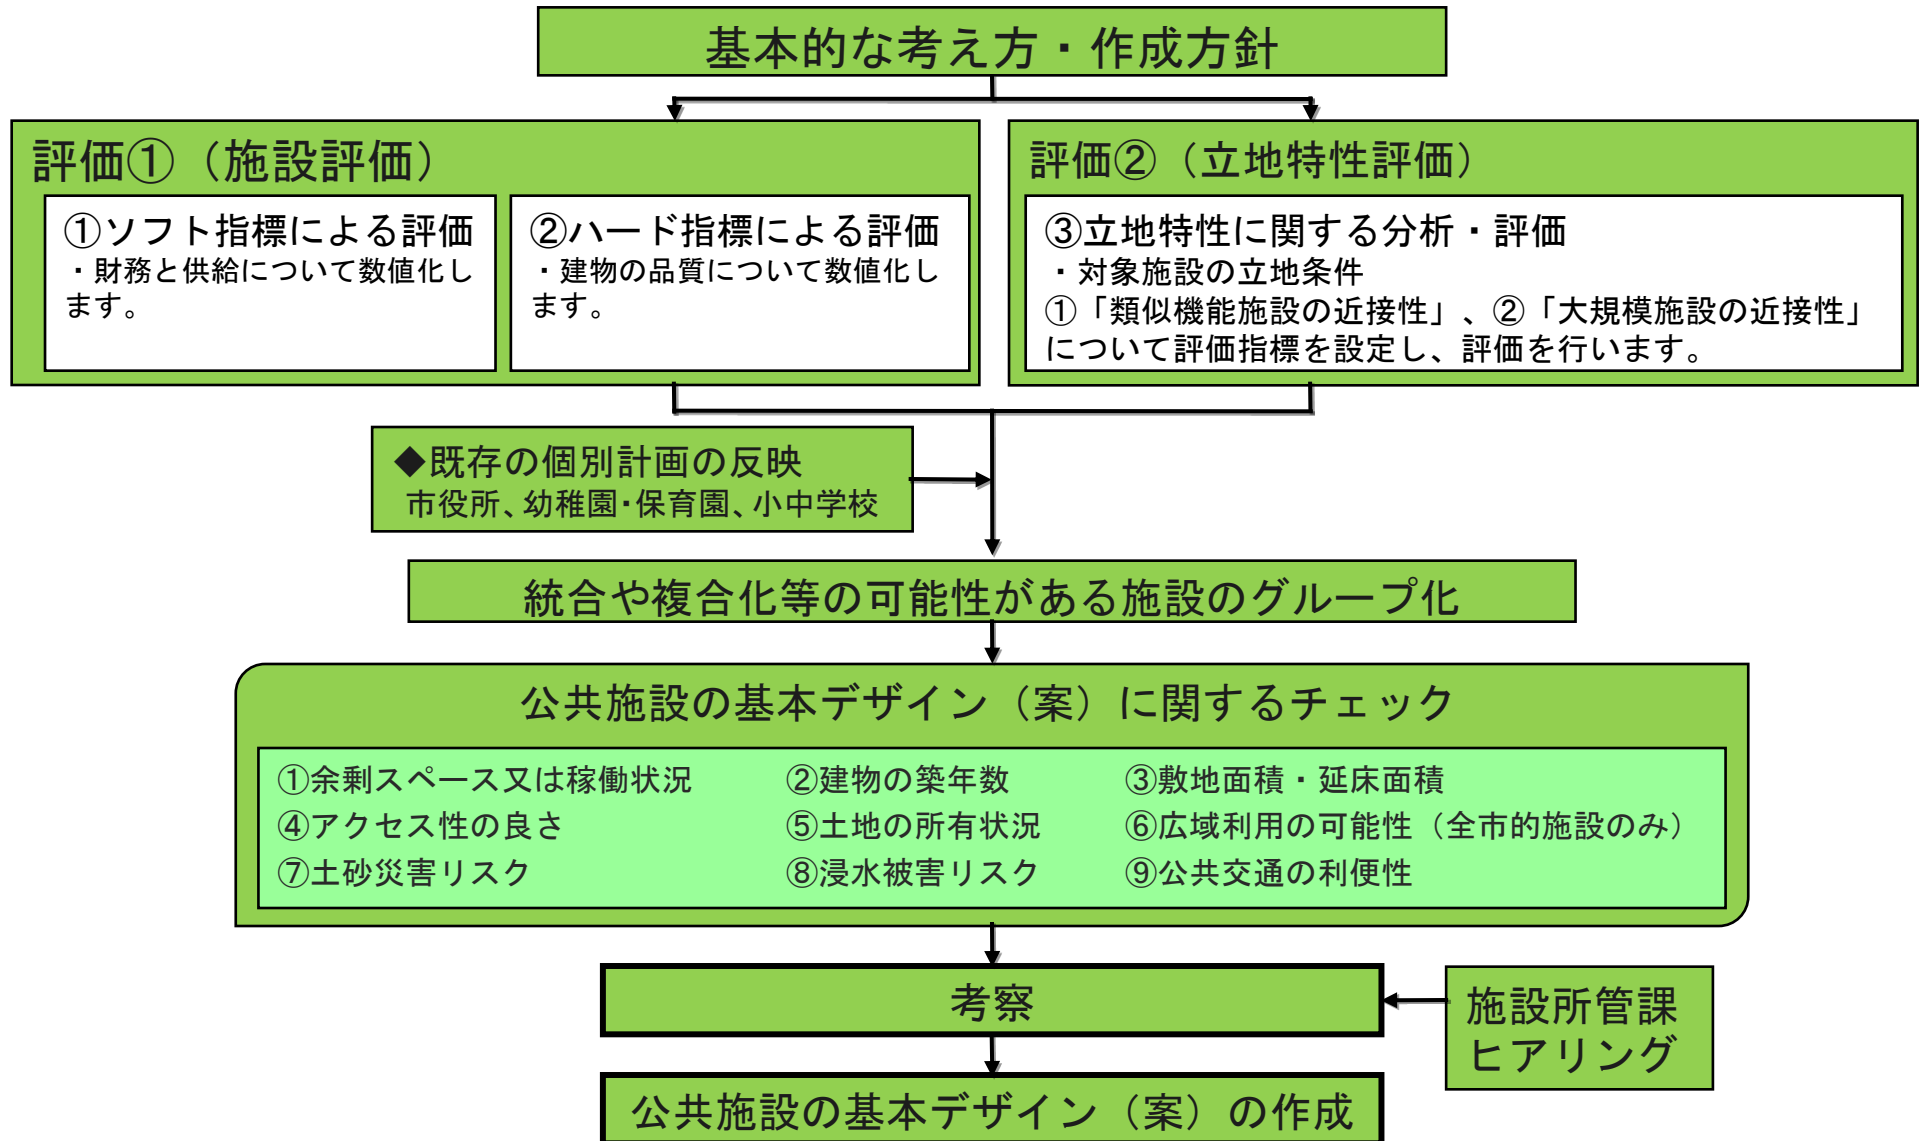 基本的な考え方・作成方針
評価①（施設評価）
①ソフト指標による評価
・財務と供給について数値化し
ます。
②ハード指標による評価
・建物の品質について数値化し
ます。
評価②（立地特性評価）
③立地特性に関する分析・評価
・対象施設の立地条件
①「類似機能施設の近接性」、②「大規模施設の近接性」
について評価指標を設定し、評価を行います。
◆既存の個別計画の反映
市役所、幼稚園・保育園、小中学校
統合や複合化等の可能性がある施設のグループ化
公共施設の基本デザイン（案）に関するチェック
①余剰スペース又は稼働状況 ②建物の築年数 ③敷地面積・延床面積
④アクセス性の良さ ⑤土地の所有状況 ⑥広域利用の可能性（全市的施設のみ）
⑦土砂災害リスク ⑧浸水被害リスク ⑨公共交通の利便性
考察
施設所管課
ヒアリング
公共施設の基本デザイン（案）の作成